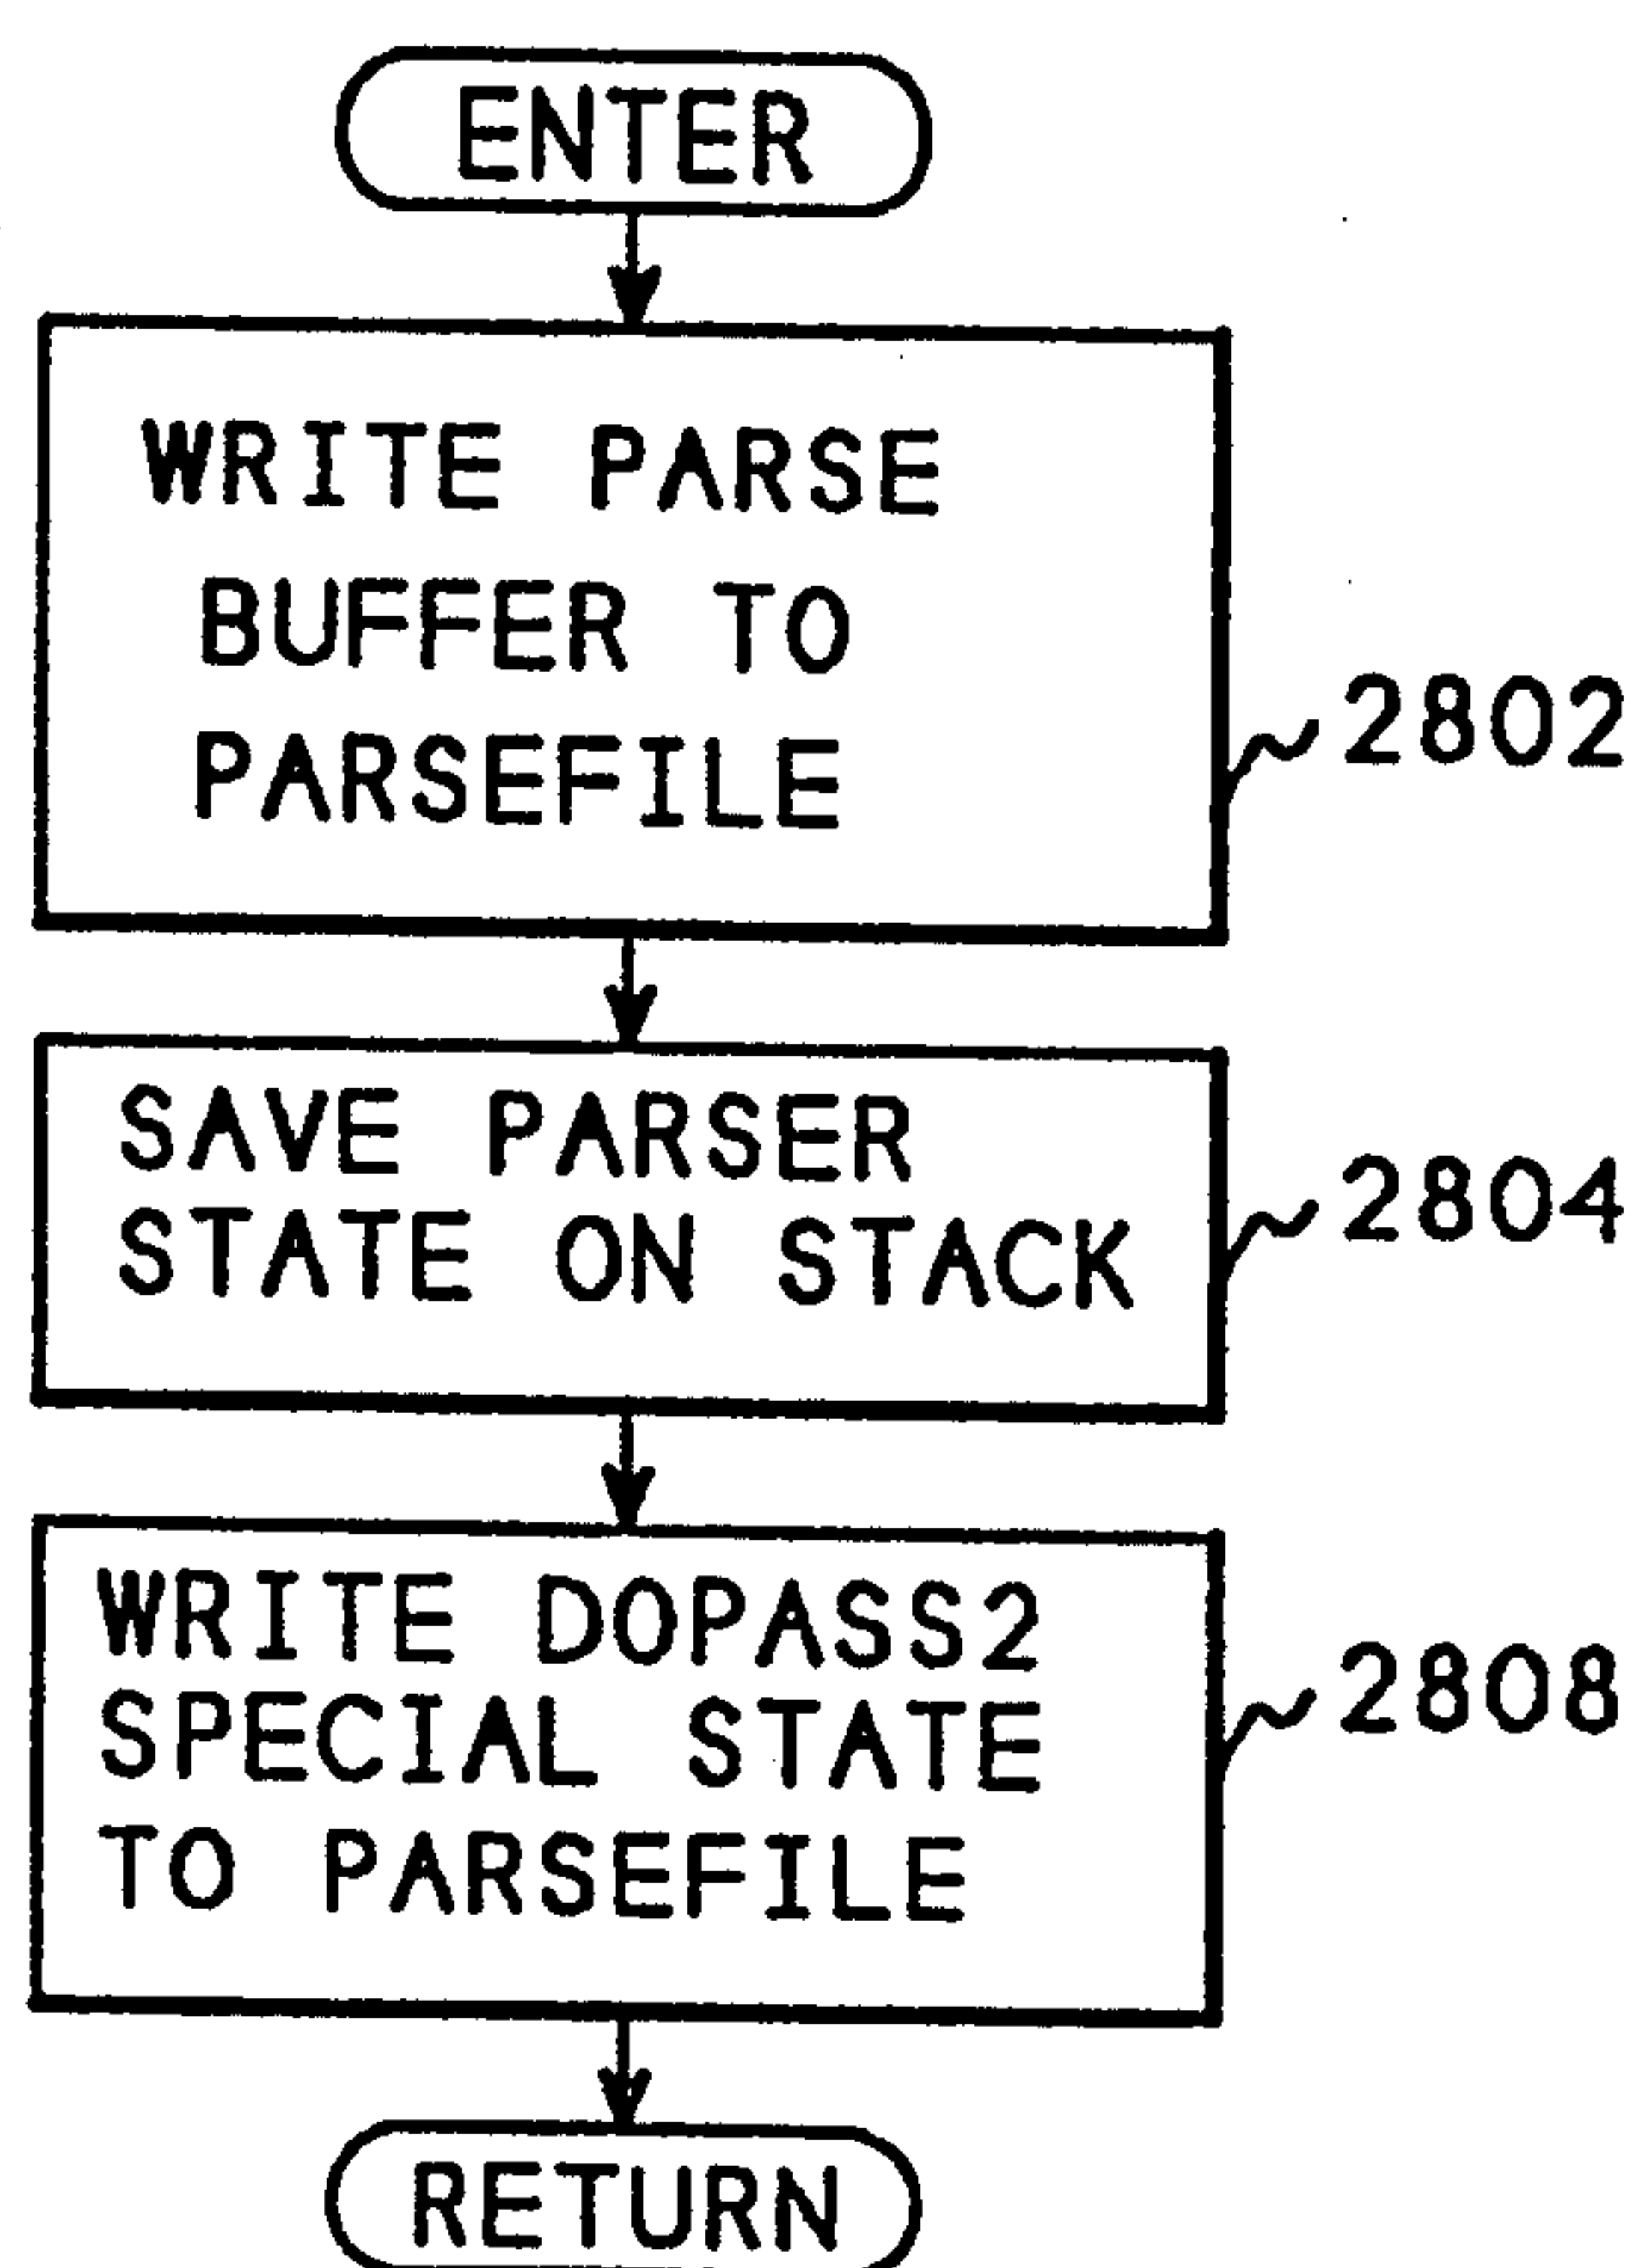 ENTER
WRITE PARSE
BUFFER TO
PARSEFILE
2802
SAVE PARSER
STATE ON STACK
2804
WRITE DOPASS2
SPECIAL STATE
TO PARSEFILE
2808
RETURN